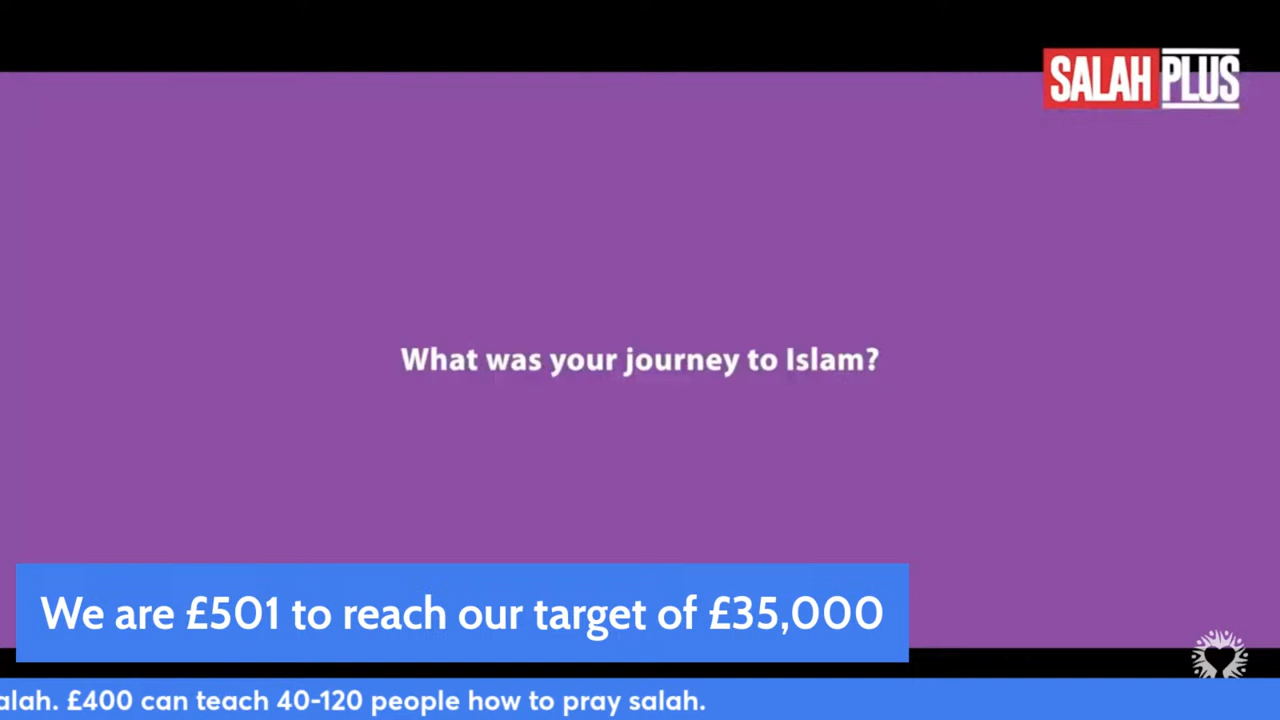 SALAH PLUS
What was your journey to Islam?
We are £501 to reach our target of £35,000
alah. £400 can teach 40-120 people how to pray salah.